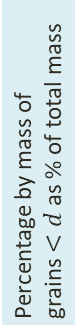 Percentage by mass of
grains < d as % of total mass